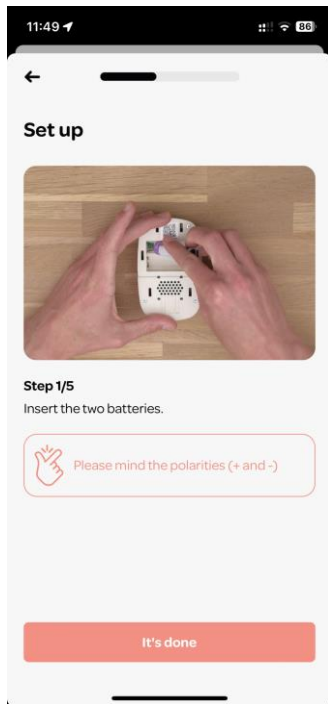 11:49
86
Set up
Step 1/5
Insert the two batteries.
Please mind the polarities (+ and -)
It's done